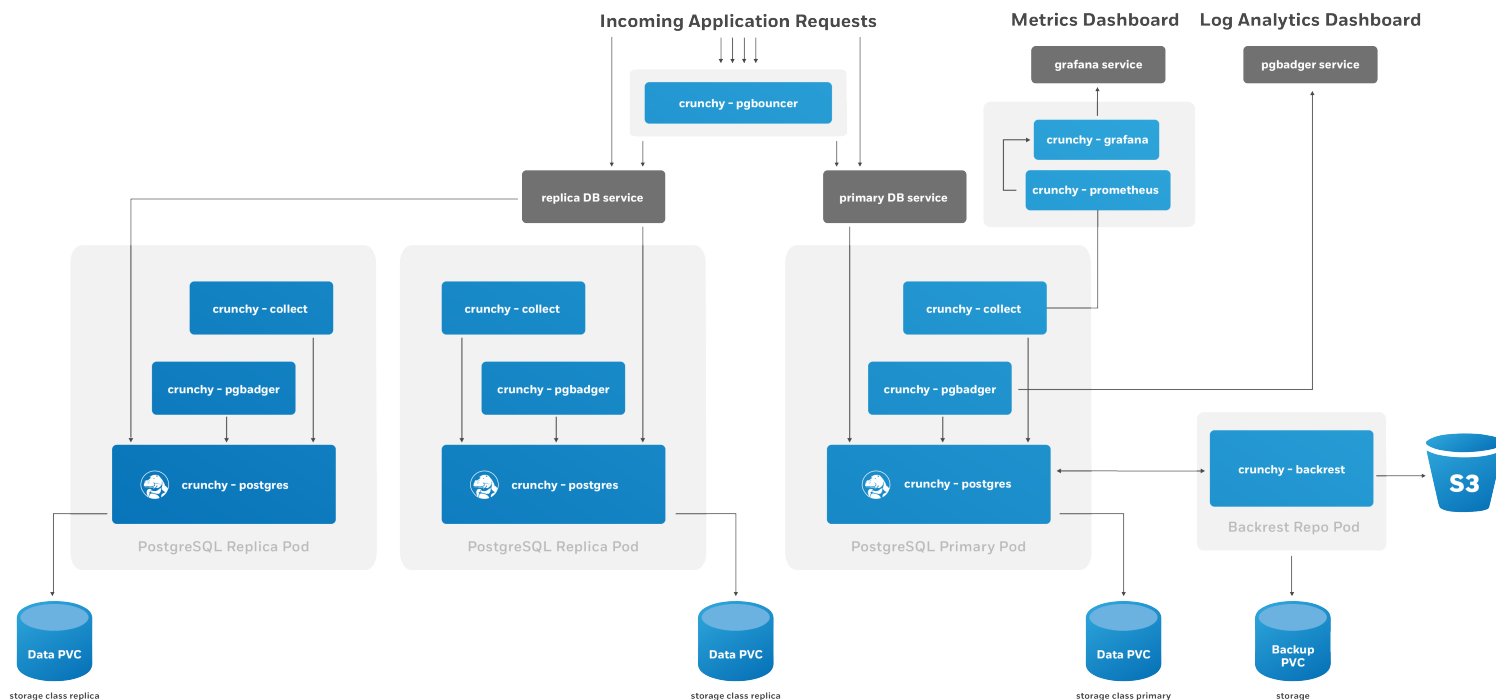 Incoming Application Requests
Metrics Dashboard
Log Analytics Dashboard
grafana service
pgbadger service
crunchy - pgbouncer
crunchy - grafana
crunchy - prometheus
replica DB service
primary DB service
crunchy - collect
crunchy - collect
crunchy - collect
crunchy - pgbadger
crunchy - pgbadger
crunchy - pgbadger
crunchy - postgres
crunchy - postgres
crunchy - postgres
crunchy - backrest
S3
Backrest Repo Pod
PostgreSQL Replica Pod
PostgreSQL Replica Pod
PostgreSQL Primary Pod
Data PVC
Data PVC
Data PVC
Backup
PVC
storage class replica
storage class replica
storage class primary
storage